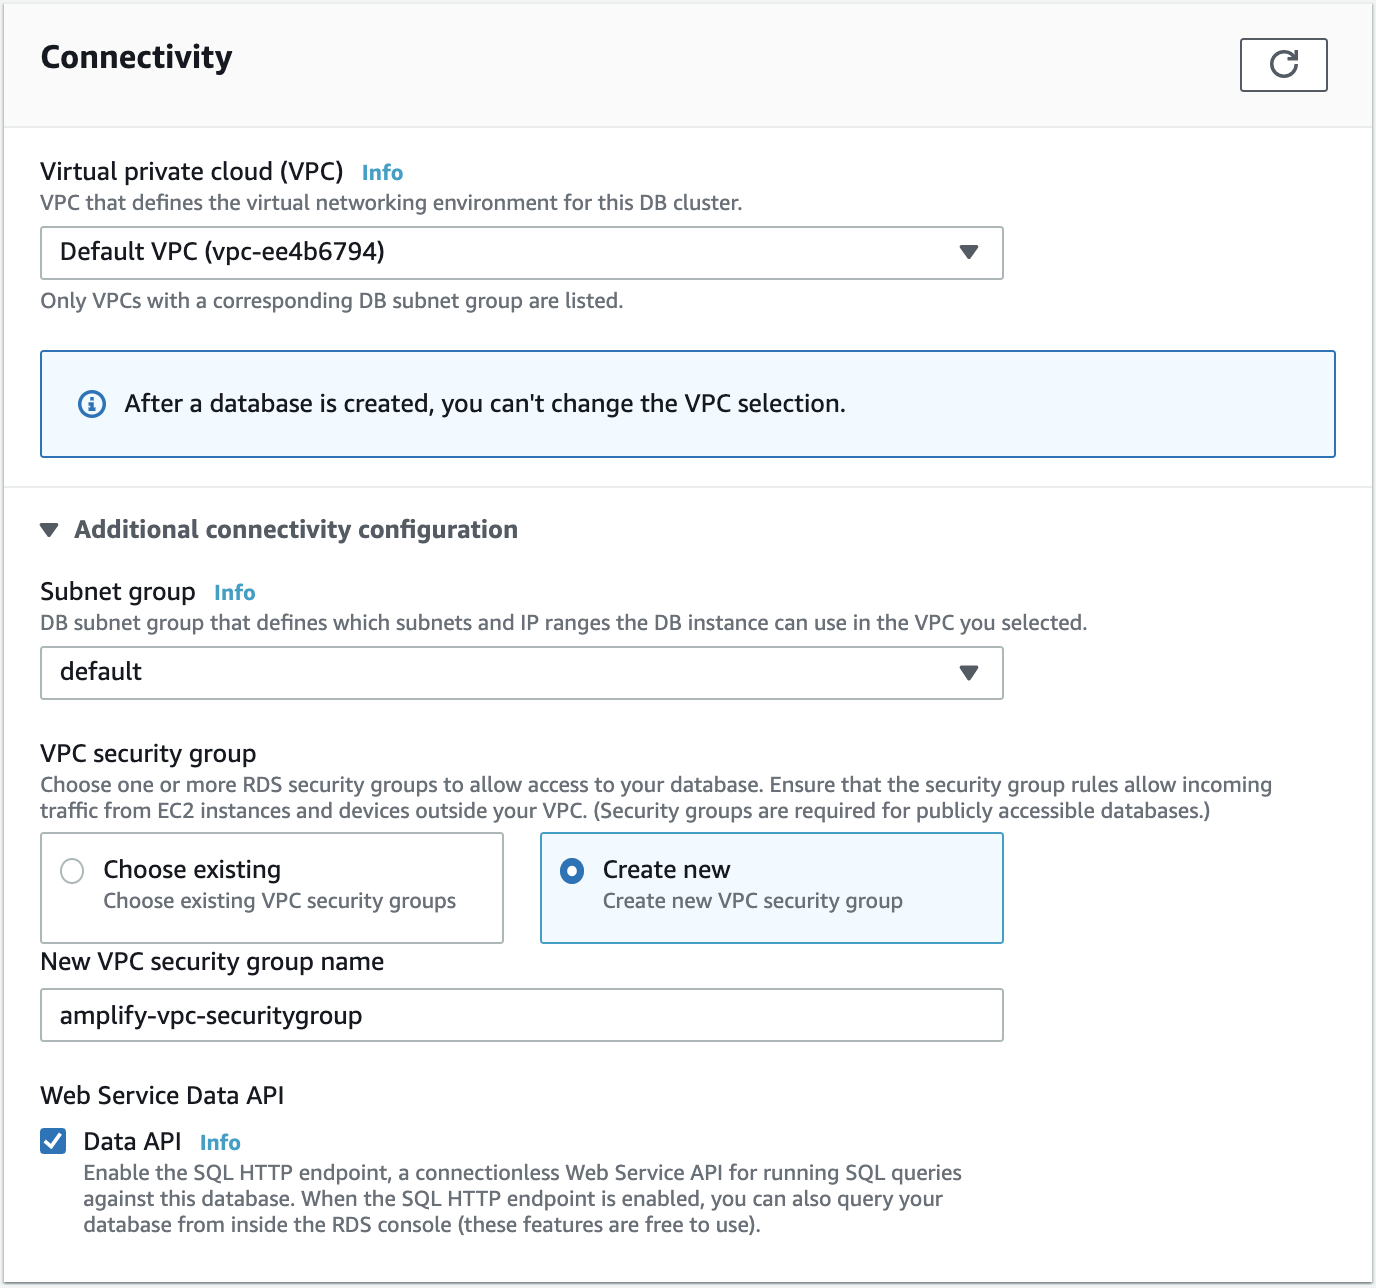 Connectivity
Virtual private cloud (VPC) Info
VPC that defines the virtual networking environment for this DB cluster.
Default VPC (vpc-ee4b6794)
Only VPCs with a corresponding DB subnet group are listed.
After a database is created, you can't change the VPC selection.
Additional connectivity configuration
Subnet group Info
DB subnet group that defines which subnets and IP ranges the DB instance can use in the VPC you selected.
default
VPC security group
Choose one or more RDS security groups to allow access to your database. Ensure that the security group rules allow incoming
traffic from EC2 instances and devices outside your VPC. (Security groups are required for publicly accessible databases.)
Choose existing
Choose existing VPC security groups
Create new
Create new VPC security group
New VPC security group name
amplify-vpc-securitygroup
Web Service Data API
Data API Info
Enable the SQL HTTP endpoint, a connectionless Web Service API for running SQL queries
against this database. When the SQL HTTP endpoint is enabled, you can also query your
database from inside the RDS console (these features are free to use).